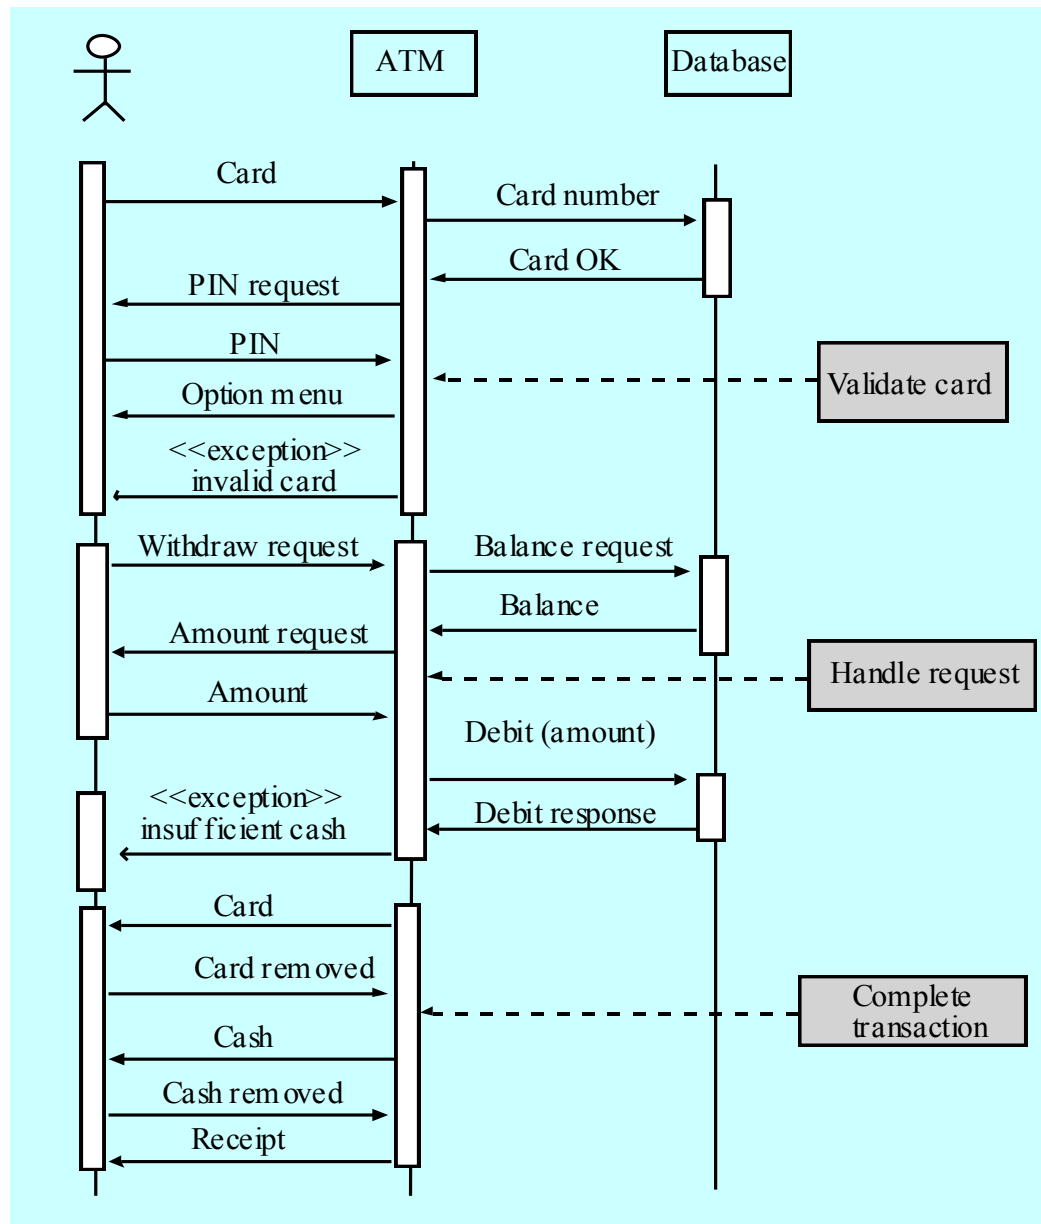 ATM
Database
Card
Card number
Card OK
PIN request
PIN
Validate card
Option menu
<<exception>>
invalid card
Withdraw request
Balance request
Balance
Amount request
Handle request
Amount
Debit (amount)
<<exception>>
insufficient cash
Debit response
Card
Card removed
Complete
transaction
Cash
Cash removed
Receipt